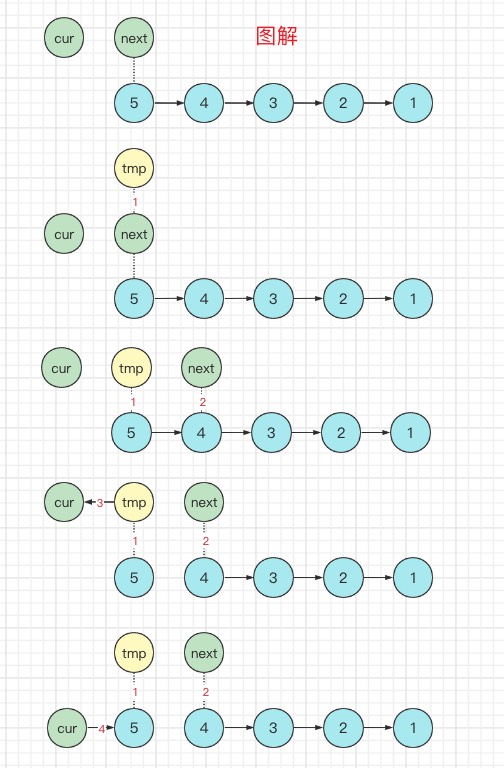 cur next 图解
5 4 3 2 1
tmp
1
cur next
5 4 3 2 1
cur tmp next
1 2
5 4 3 2 1
cur 3 tmp next
1 2
5 4 3 2 1
tmp next
1 2
cur 4 5 4 3 2 1